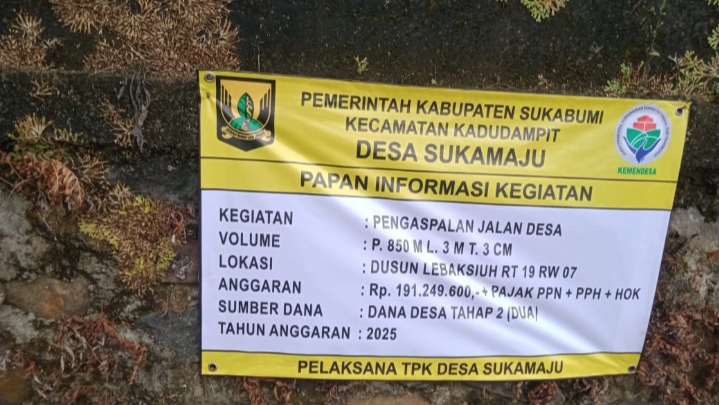 PEMERINTAH KABUPATEN SUKABUMI
KECAMATAN KADUDAMPIT
DESA SUKAMAJU
KEMENDESA
PAPAN INFORMASI KEGIATAN
KEGIATAN : PENGASPALAN JALAN DESA
VOLUME : P. 850 M L. 3 M T. 3 CM
LOKASI : DUSUN LEBAKSIUH RT 19 RW 07
ANGGARAN : Rp. 191.249.600,-+ PAJAK PPN + PPH + HOK
SUMBER DANA : DANA DESA TAHAP 2 (DUA)
TAHUN ANGGARAN : 2025
PELAKSANA TPK DESA SUKAMAJU